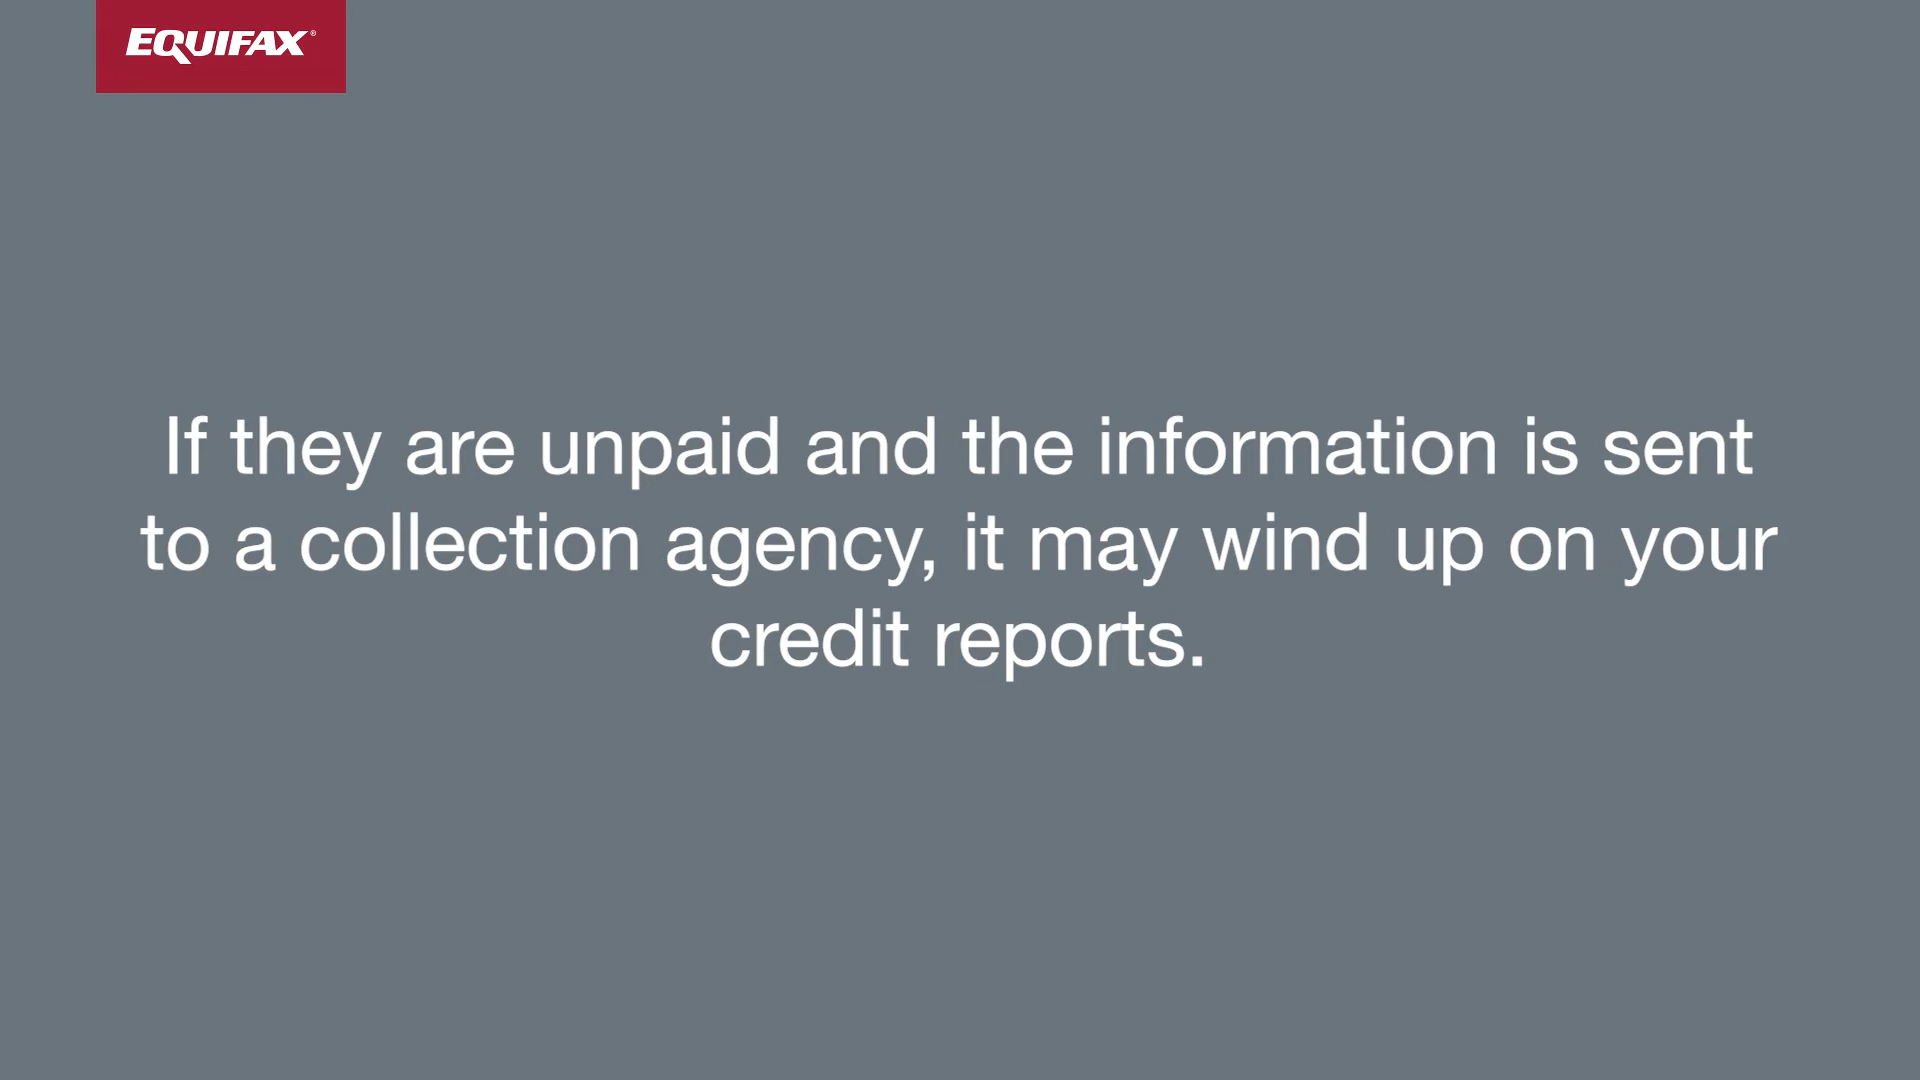 EQUIFAX®
If they are unpaid and the information is sent
to a collection agency, it may wind up on your
credit reports.